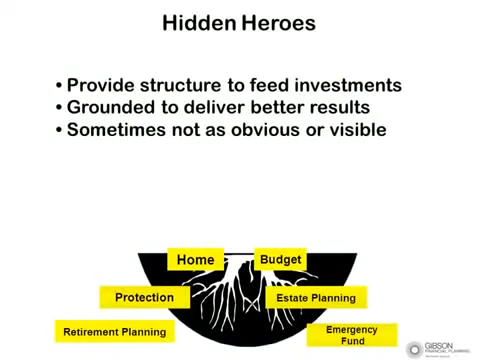 Hidden Heroes
• Provide structure to feed investments
• Grounded to deliver better results
• Sometimes not as obvious or visible
Home
Budget
Protection
Estate Planning
Retirement Planning
Emergency
Fund
GIBSON
FINANCIAL PLANNING